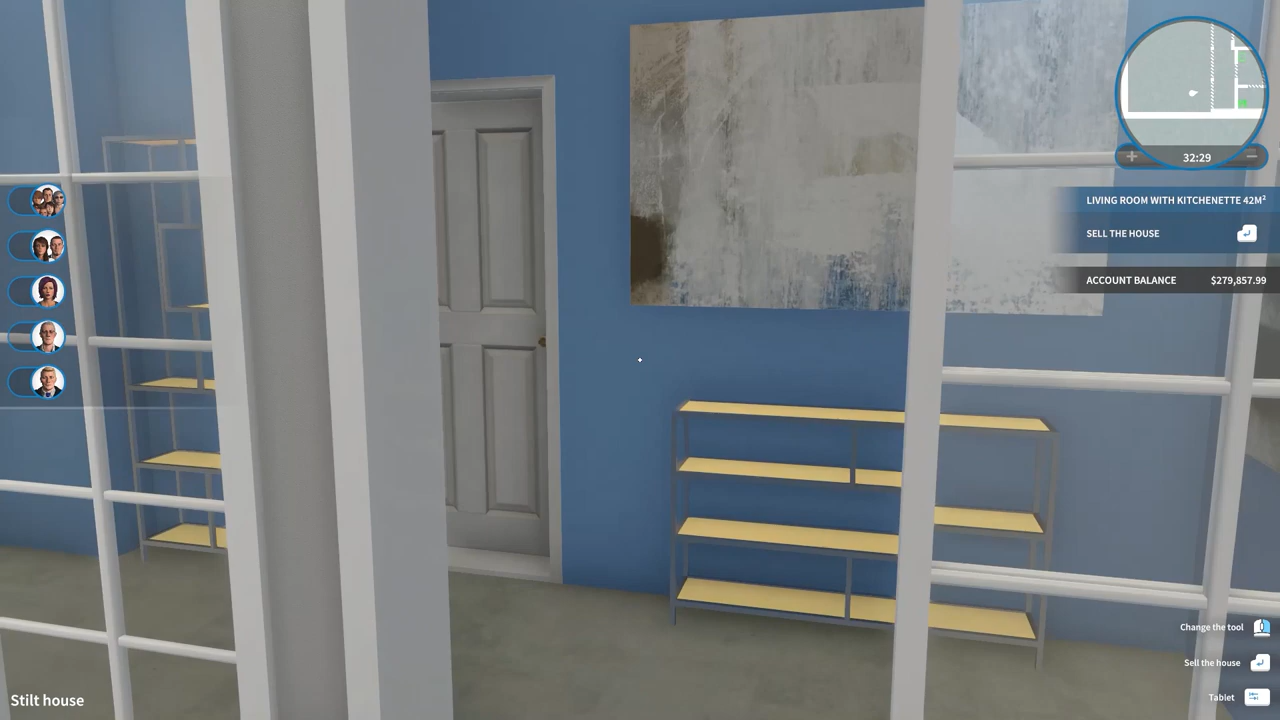 32:29
LIVING ROOM WITH KITCHENETTE 42M²
SELL THE HOUSE
ACCOUNT BALANCE $279,857.99
Change the tool
Sell the house
Tablet
Stilt house